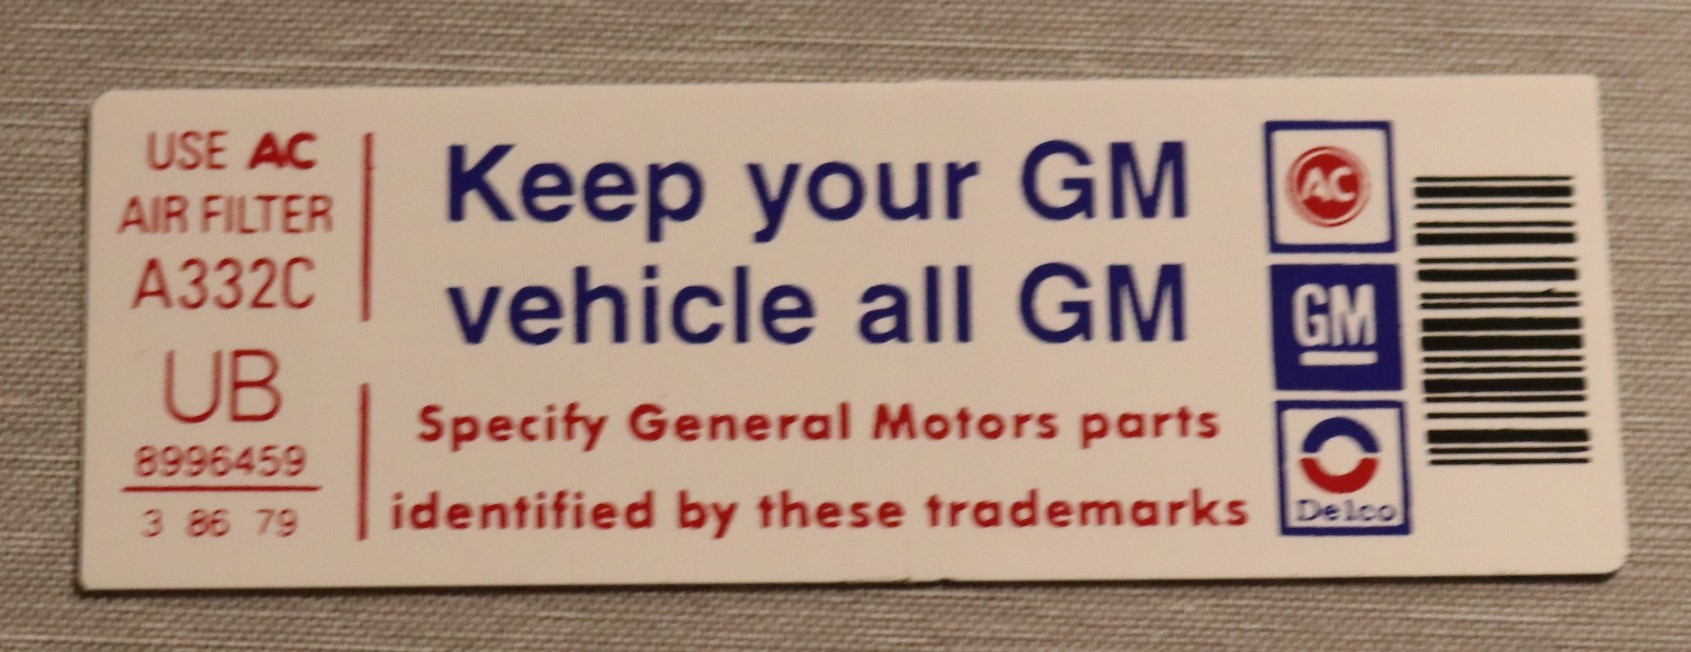 USE AC
AIR FILTER
A332C
UB
8996459
3 86 79
Keep your GM
vehicle all GM
Specify General Motors parts
identified by these trademarks
AC
GM
Delco